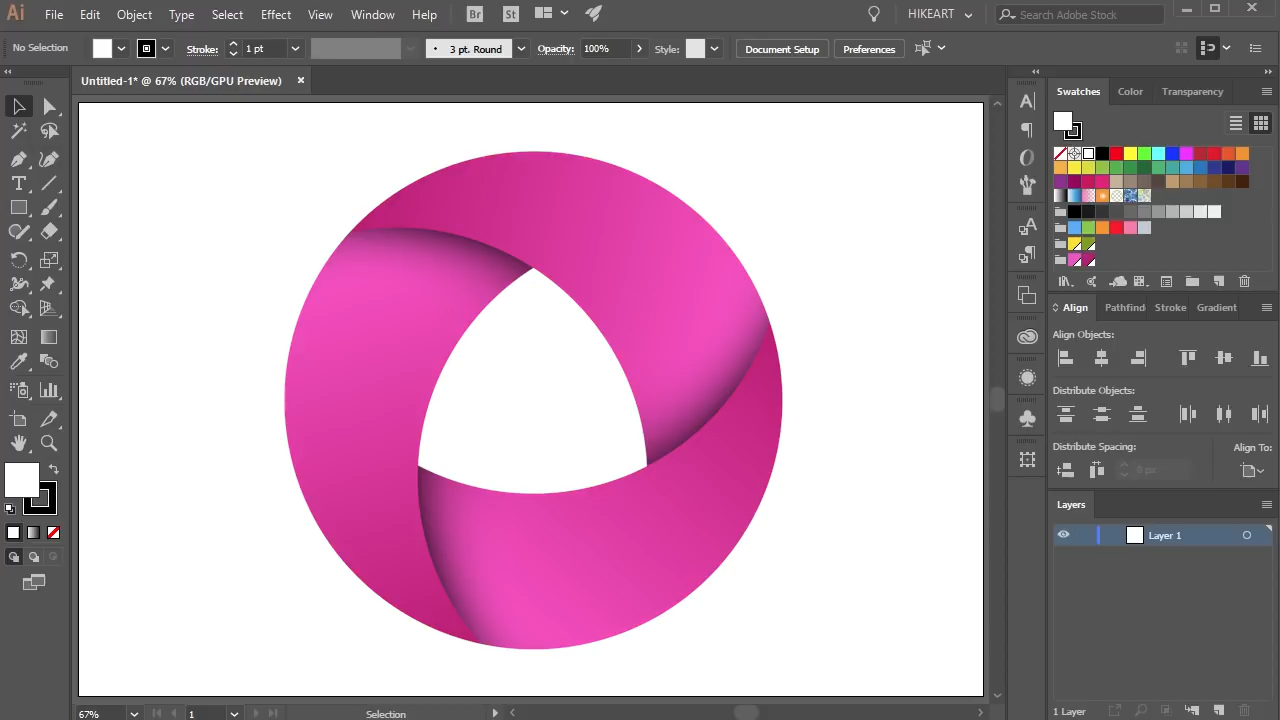 Ai File Edit Object Type Select Effect View Window Help Br St HIKEART Search Adobe Stock
No Selection Stroke: 1 pt 3 pt. Round Opacity: 100% Style: Document Setup Preferences
Untitled-1* @ 67% (RGB/GPU Preview)
Swatches Color Transparency
Align Pathfind Stroke Gradient
Align Objects:
Distribute Objects:
Distribute Spacing: Align To:
0 px
Layers
Layer 1
67% 1 Selection
1 Layer